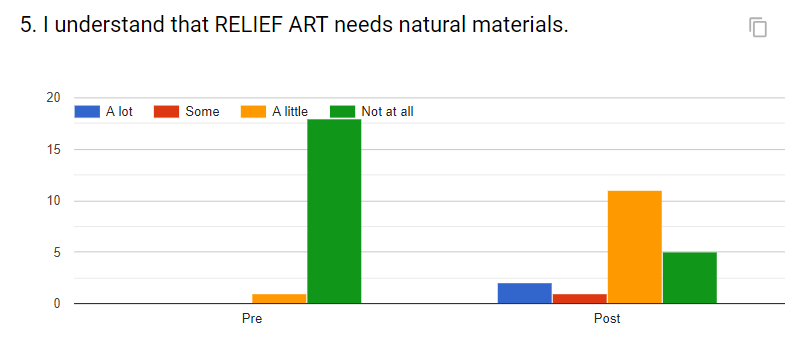 5. I understand that RELIEF ART needs natural materials.
20
A lot Some A little Not at all
15
10
5
0
Pre Post